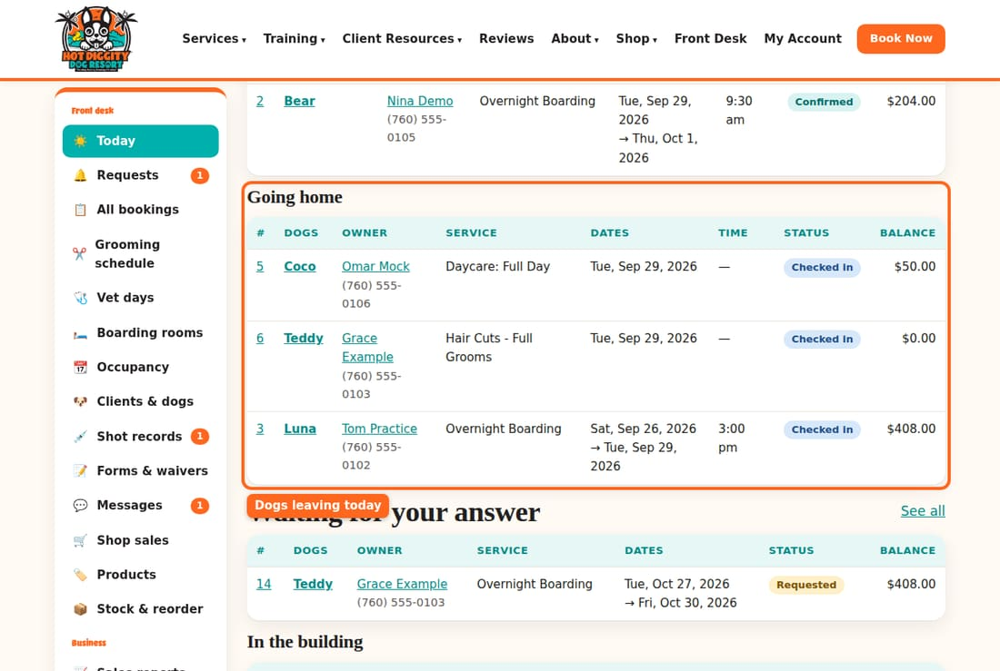 HOT DIGGITY
DOG RESORT
Services ▾ Training ▾ Client Resources ▾ Reviews About ▾ Shop ▾ Front Desk My Account Book Now
Front desk
Today
Requests 1
All bookings
Grooming
schedule
Vet days
Boarding rooms
Occupancy
Clients & dogs
Shot records 1
Forms & waivers
Messages 1
Shop sales
Products
Stock & reorder
Business
Sales reports
2 Bear Nina Demo Overnight Boarding Tue, Sep 29, 9:30 Confirmed $204.00
(760) 555- 2026 am
0105 → Thu, Oct 1,
2026
Going home
# DOGS OWNER SERVICE DATES TIME STATUS BALANCE
5 Coco Omar Mock Daycare: Full Day Tue, Sep 29, 2026 — Checked in $50.00
(760) 555-
0106
6 Teddy Grace Hair Cuts - Full Tue, Sep 29, 2026 — Checked in $0.00
Example Grooms
(760) 555-
0103
3 Luna Tom Practice Overnight Boarding Sat, Sep 26, 2026 3:00 Checked in $408.00
(760) 555- → Tue, Sep 29, pm
0102 2026
Dogs leaving today
Waiting for your answer See all
# DOGS OWNER SERVICE DATES STATUS BALANCE
14 Teddy Grace Example Overnight Boarding Tue, Oct 27, 2026 Requested $408.00
(760) 555-0103 → Fri, Oct 30, 2026
In the building